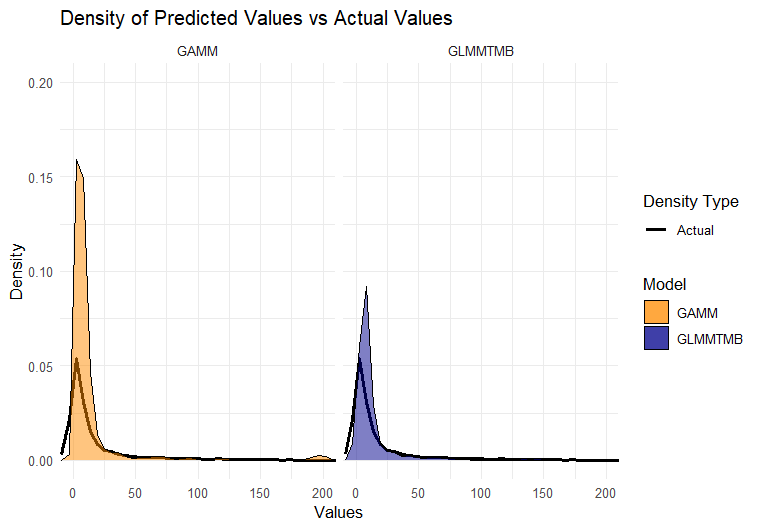 Density of Predicted Values vs Actual Values
GAMM
GLMMTMB
0.20
0.15
0.10
0.05
0.00
Density
0 50 100 150 200
0 50 100 150 200
Values
Density Type
Actual
Model
GAMM
GLMMTMB